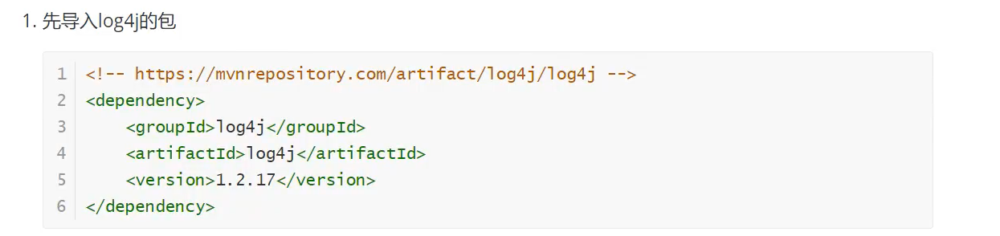 1. 先导入log4j的包
1 <!-- https://mvnrepository.com/artifact/log4j/log4j -->
2 <dependency>
3     <groupId>log4j</groupId>
4     <artifactId>log4j</artifactId>
5     <version>1.2.17</version>
6 </dependency>